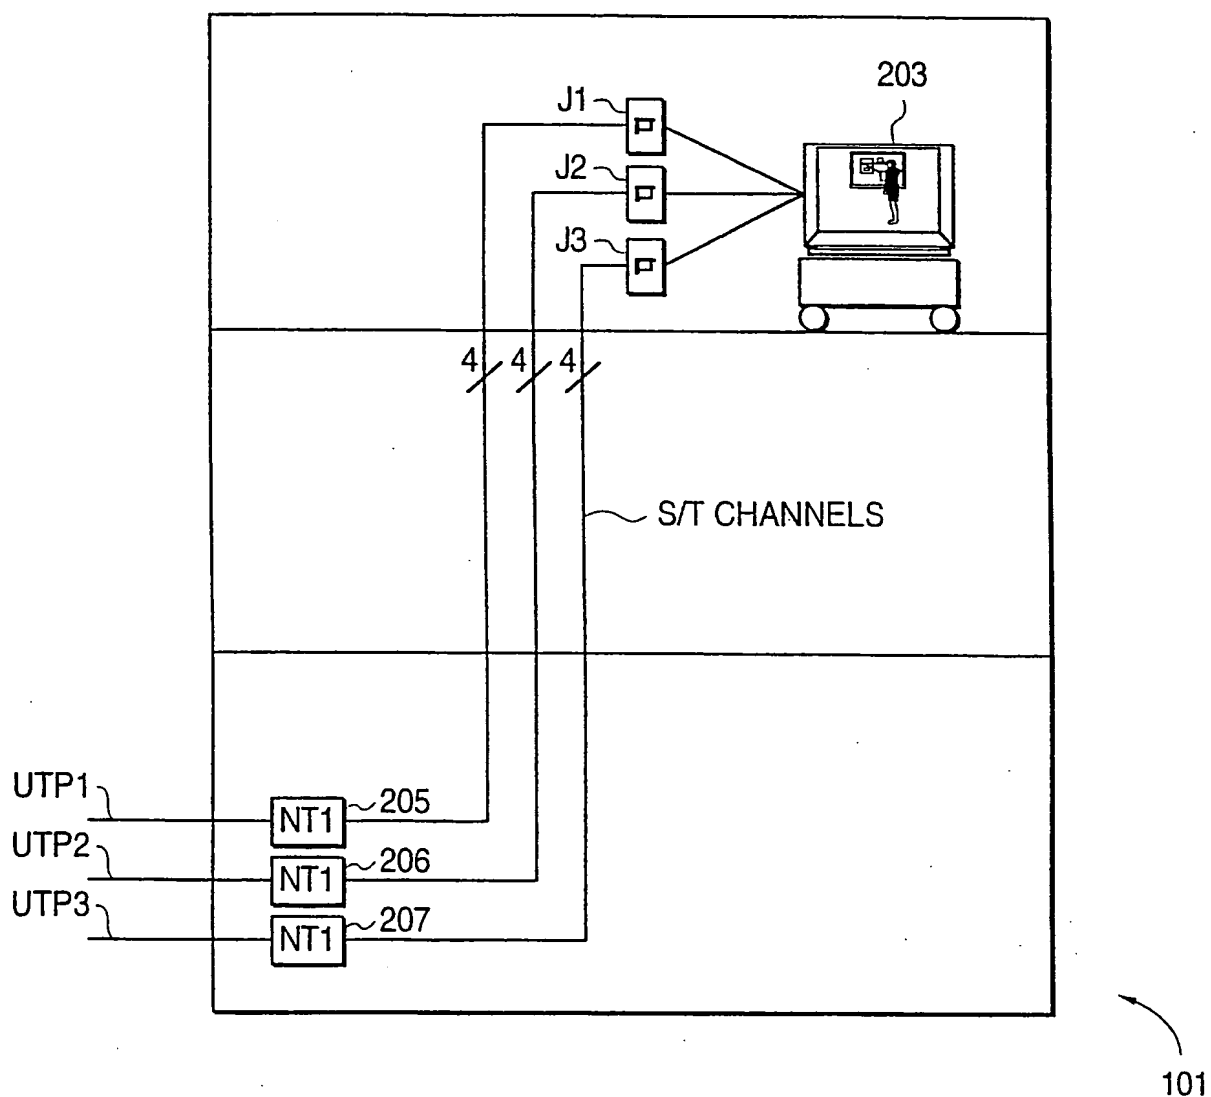 203
J1
J2
J3
4 4 4
S/T CHANNELS
UTP1
NT1 205
UTP2
NT1 206
UTP3
NT1 207
101